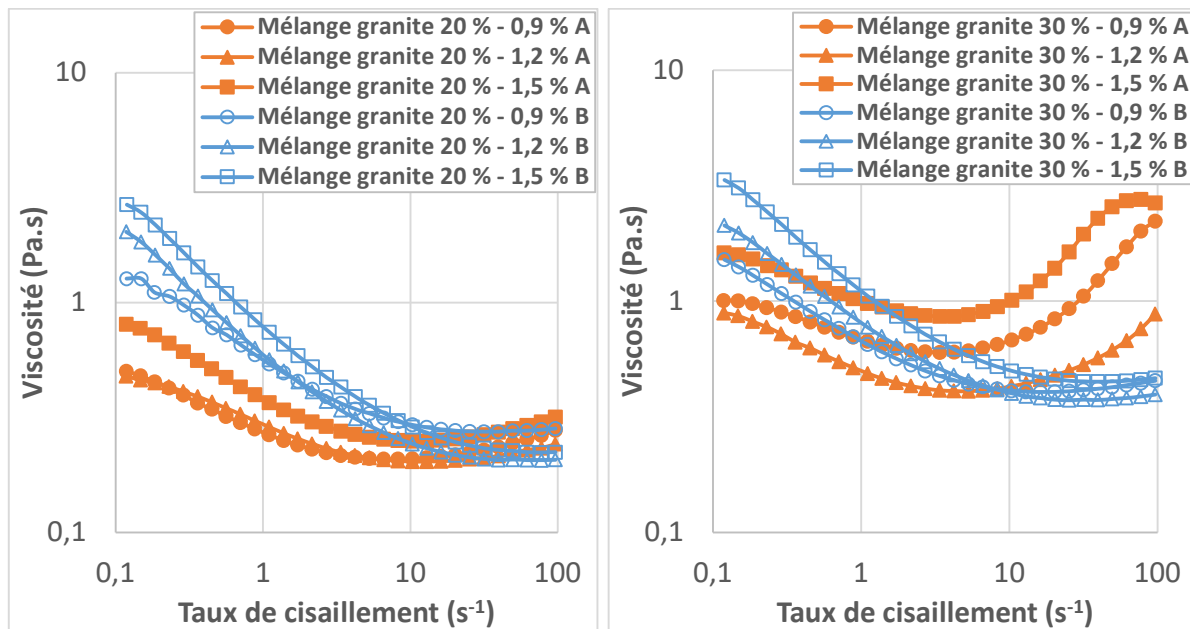 Mélange granite 20 % - 0,9 % A
Mélange granite 20 % - 1,2 % A
Mélange granite 20 % - 1,5 % A
Mélange granite 20 % - 0,9 % B
Mélange granite 20 % - 1,2 % B
Mélange granite 20 % - 1,5 % B
10
1
0,1
Viscosité (Pa.s)
0,1 1 10 100
Taux de cisaillement (s-1)
Mélange granite 30 % - 0,9 % A
Mélange granite 30 % - 1,2 % A
Mélange granite 30 % - 1,5 % A
Mélange granite 30 % - 0,9 % B
Mélange granite 30 % - 1,2 % B
Mélange granite 30 % - 1,5 % B
10
1
0,1
Viscosité (Pa.s)
0,1 1 10 100
Taux de cisaillement (s-1)